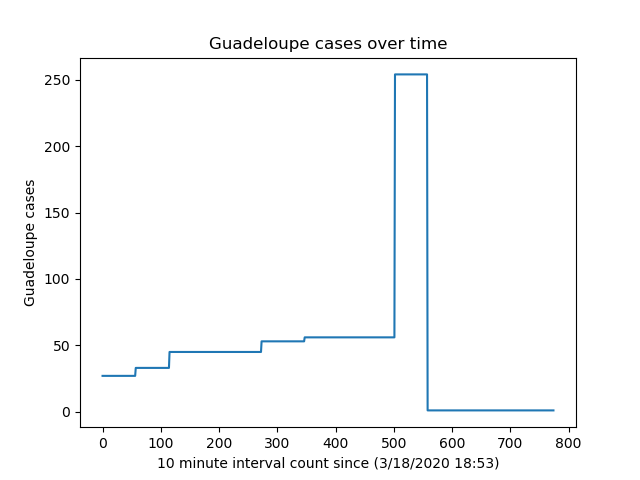 Guadeloupe cases over time
Guadeloupe cases
250
200
150
100
50
0
0 100 200 300 400 500 600 700 800
10 minute interval count since (3/18/2020 18:53)